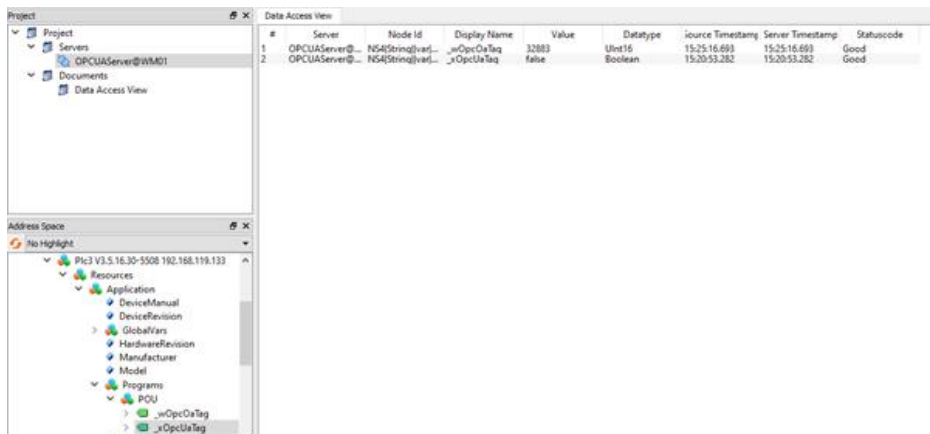 Project
Project
Servers
OPCUAServer@WM01
Documents
Data Access View
Address Space
No Highlight
Plc3 V3.5.16.30-5508 192.168.119.133
Resources
Application
DeviceManual
DeviceRevision
GlobalVars
HardwareRevision
Manufacturer
Model
Programs
POU
_wOpcOaTag
_xOpcUaTag
Data Access View
# Server Node Id Display Name Value Datatype iource Timestamp Server Timestamp Statuscode
1 OPCUAServer@... NS4|String||var|... _wOpcOaTag 32883 UInt16 15:25:16.693 15:25:16.693 Good
2 OPCUAServer@... NS4|String||var|... _xOpcUaTag false Boolean 15:20:53.282 15:20:53.282 Good